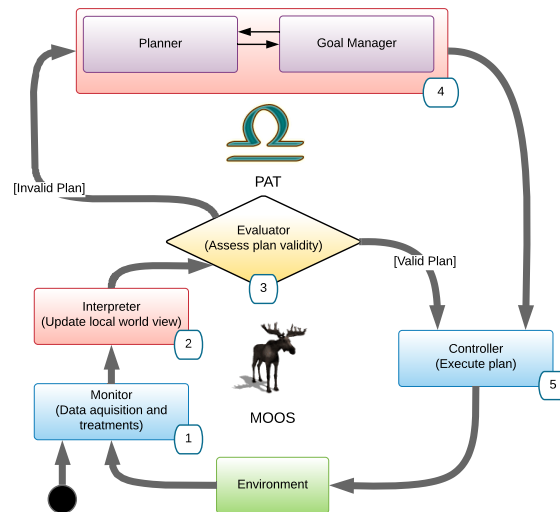 Planner
Goal Manager
4
PAT
[Invalid Plan]
Evaluator
(Assess plan validity)
3
[Valid Plan]
Interpreter
(Update local world view)
2
Controller
(Execute plan)
5
Monitor
(Data aquisition and
treatments)
1
MOOS
Environment